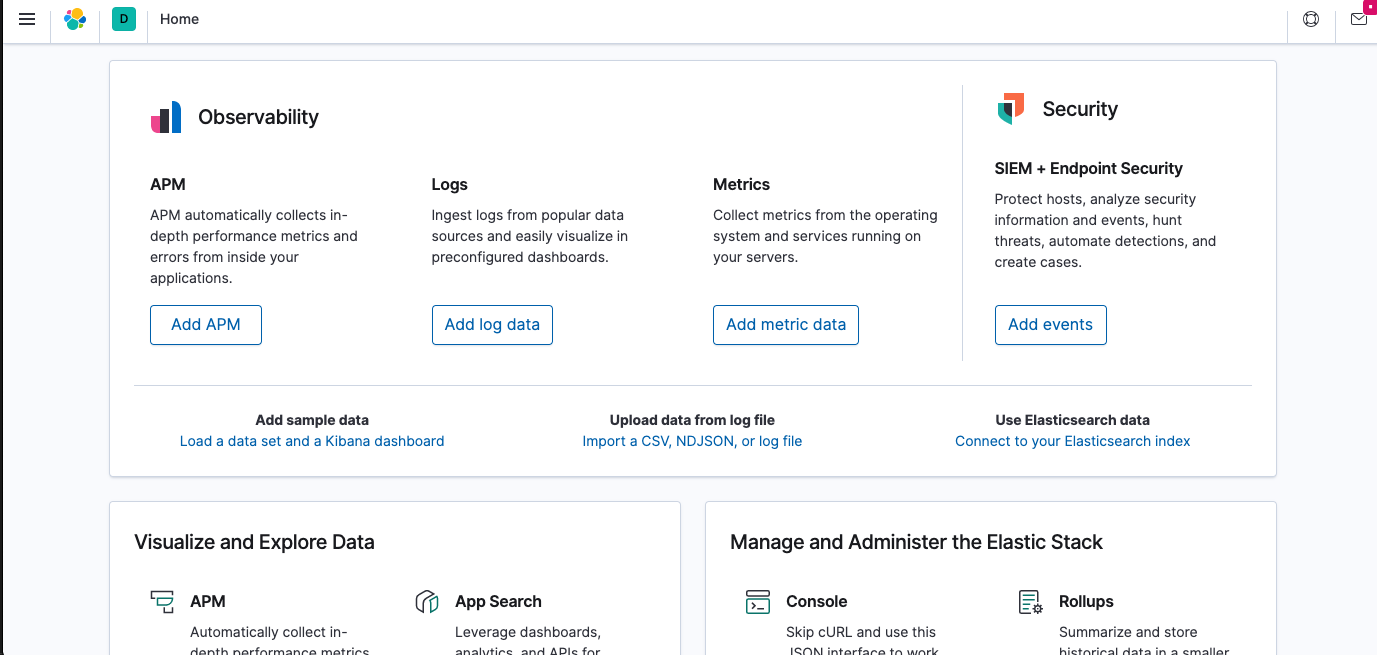 D
Home
Observability
Security
APM
APM automatically collects in-
depth performance metrics and
errors from inside your
applications.
Add APM
Logs
Ingest logs from popular data
sources and easily visualize in
preconfigured dashboards.
Add log data
Metrics
Collect metrics from the operating
system and services running on
your servers.
Add metric data
SIEM + Endpoint Security
Protect hosts, analyze security
information and events, hunt
threats, automate detections, and
create cases.
Add events
Add sample data
Load a data set and a Kibana dashboard
Upload data from log file
Import a CSV, NDJSON, or log file
Use Elasticsearch data
Connect to your Elasticsearch index
Visualize and Explore Data
APM
Automatically collect in-
depth performance metrics
App Search
Leverage dashboards,
analytics, and APIs for
Manage and Administer the Elastic Stack
Console
Skip cURL and use this
JSON interface to work
Rollups
Summarize and store
historical data in a smaller